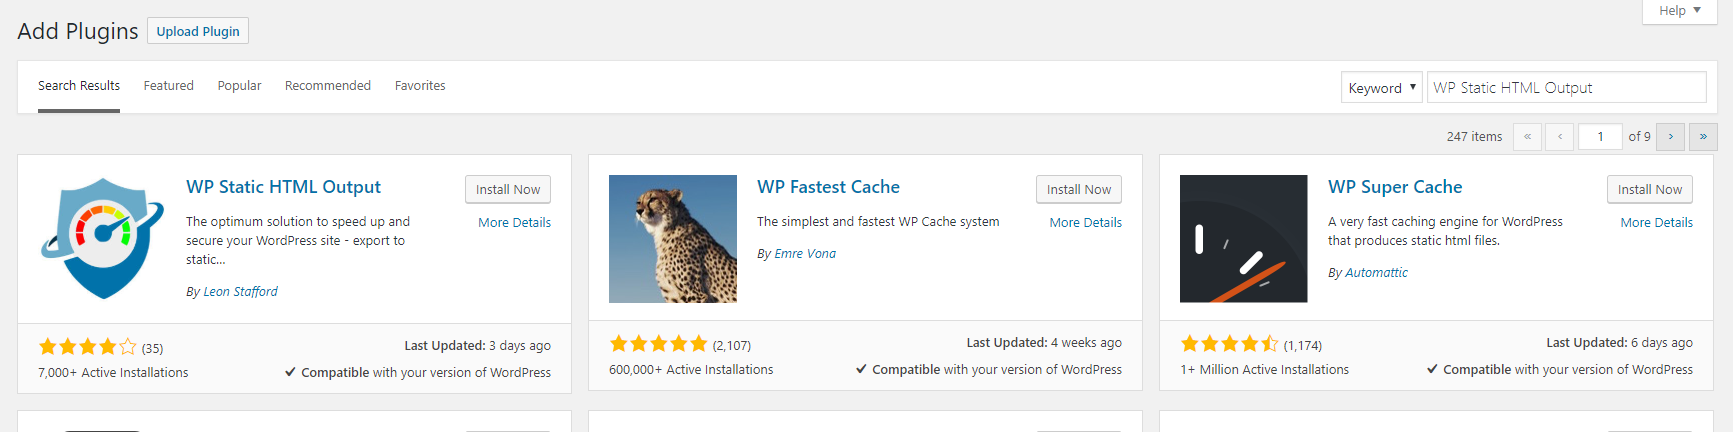 Help ▼
Add Plugins Upload Plugin
Search Results Featured Popular Recommended Favorites Keyword ▼ WP Static HTML Output
247 items « ‹ 1 of 9 › »
WP Static HTML Output
Install Now
More Details
The optimum solution to speed up and
secure your WordPress site - export to
static...
By Leon Stafford
(35)
Last Updated: 3 days ago
7,000+ Active Installations
✔ Compatible with your version of WordPress
WP Fastest Cache
Install Now
More Details
The simplest and fastest WP Cache system
By Emre Vona
(2,107)
Last Updated: 4 weeks ago
600,000+ Active Installations
✔ Compatible with your version of WordPress
WP Super Cache
Install Now
More Details
A very fast caching engine for WordPress
that produces static html files.
By Automattic
(1,174)
Last Updated: 6 days ago
1+ Million Active Installations
✔ Compatible with your version of WordPress